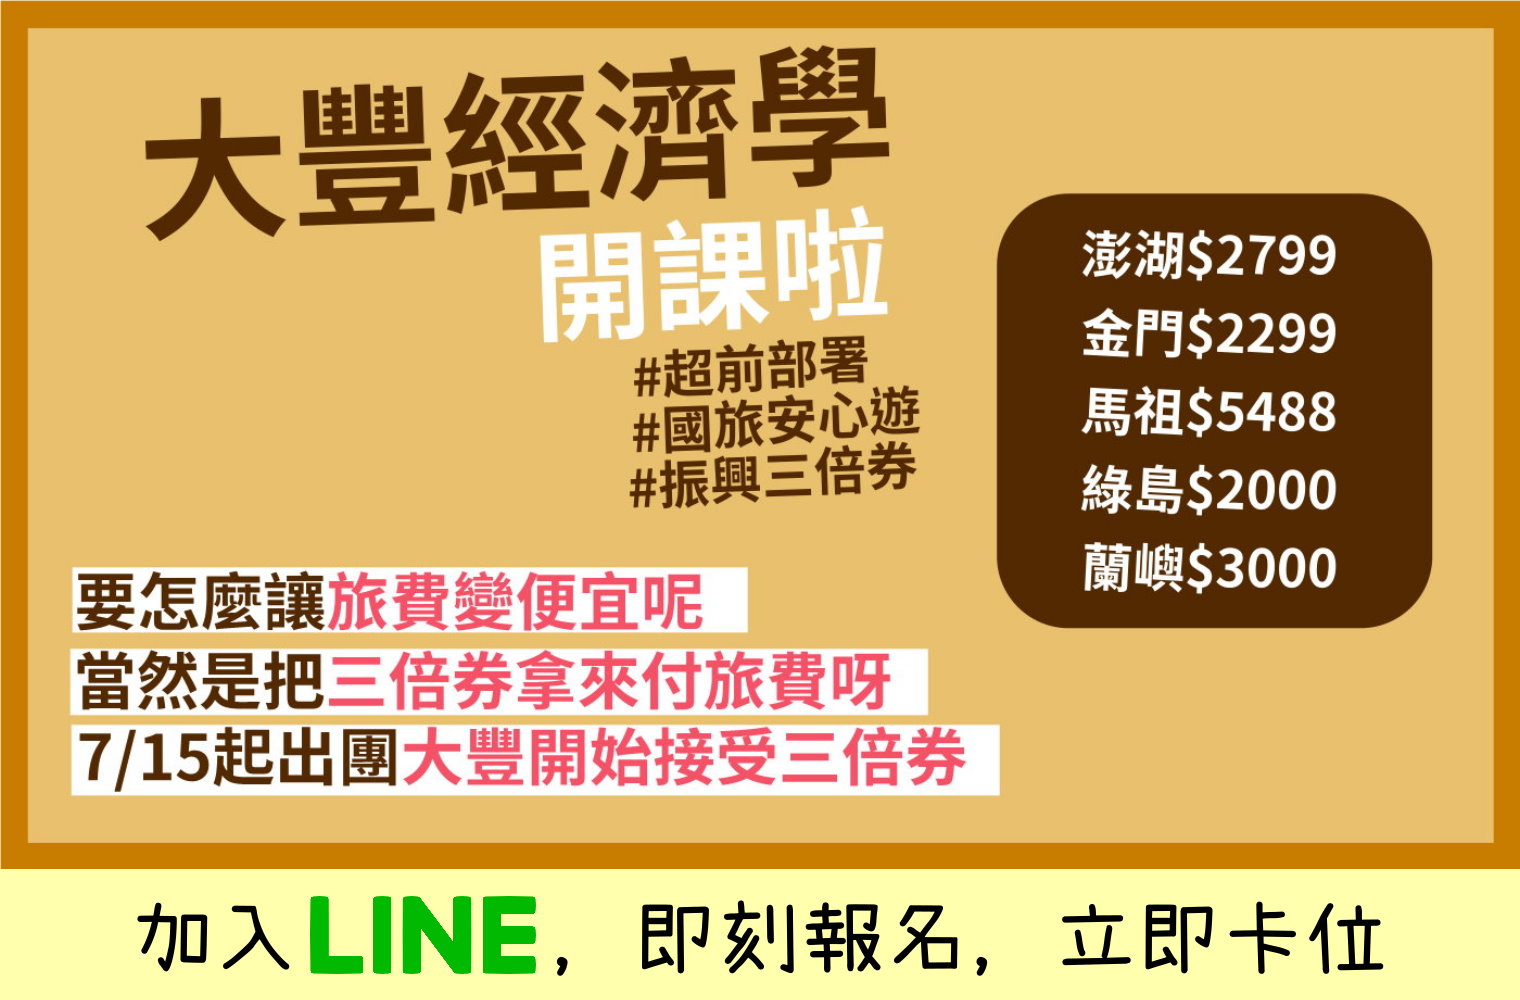 大豐經濟學
開課啦
#超前部署
#國旅安心遊
#振興三倍券
澎湖$2799
金門$2299
馬祖$5488
綠島$2000
蘭嶼$3000
要怎麼讓旅費變便宜呢
當然是把三倍券拿來付旅費呀
7/15起出團大豐開始接受三倍券
加入LINE，即刻報名，立即卡位